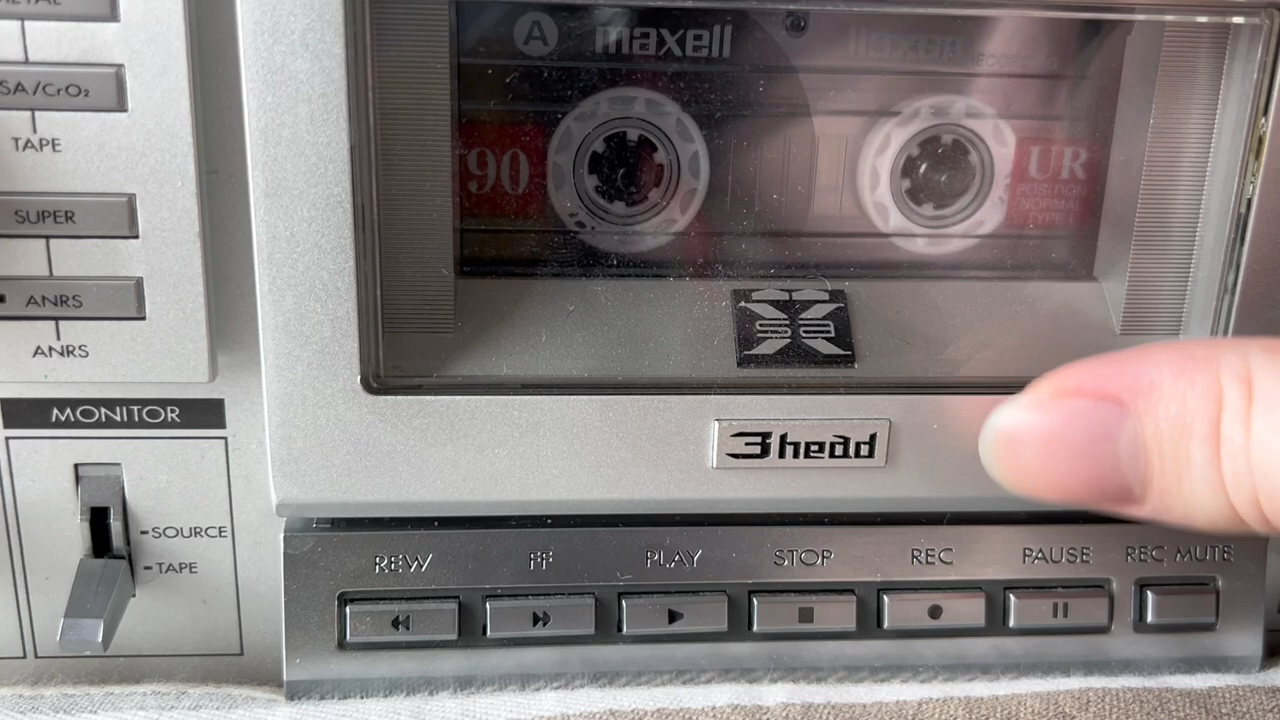 METAL
SA/CrO₂
TAPE
SUPER
ANRS
ANRS
MONITOR
SOURCE
TAPE
A maxell
90
UR
POSITION
NORMAL
TYPE I
X
sa
3head
REW FF PLAY STOP REC PAUSE REC MUTE